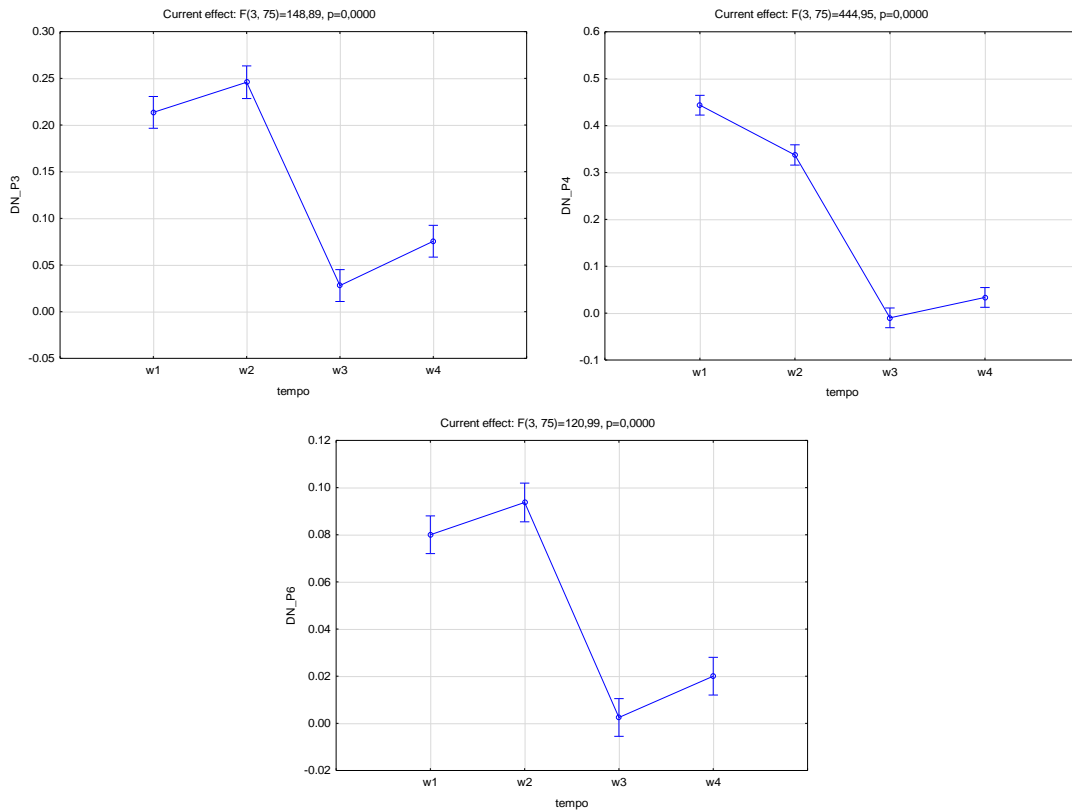 Current effect: F(3, 75)=148,89, p=0,0000
0.30
0.25
0.20
0.15
0.10
0.05
0.00
-0.05
DN_P3
w1 w2 w3 w4
tempo
Current effect: F(3, 75)=444,95, p=0,0000
0.6
0.5
0.4
0.3
0.2
0.1
0.0
-0.1
DN_P4
w1 w2 w3 w4
tempo
Current effect: F(3, 75)=120,99, p=0,0000
0.12
0.10
0.08
0.06
0.04
0.02
0.00
-0.02
DN_P6
w1 w2 w3 w4
tempo